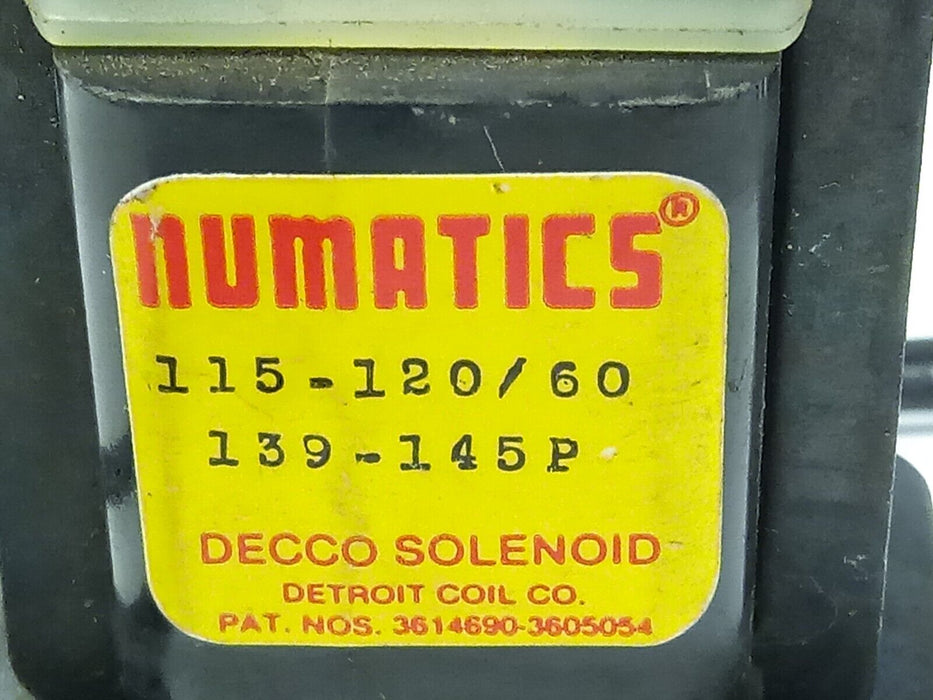 NUMATICS®
115-120/60
139-145P
DECCO SOLENOID
DETROIT COIL CO.
PAT. NOS. 3614690-3605054